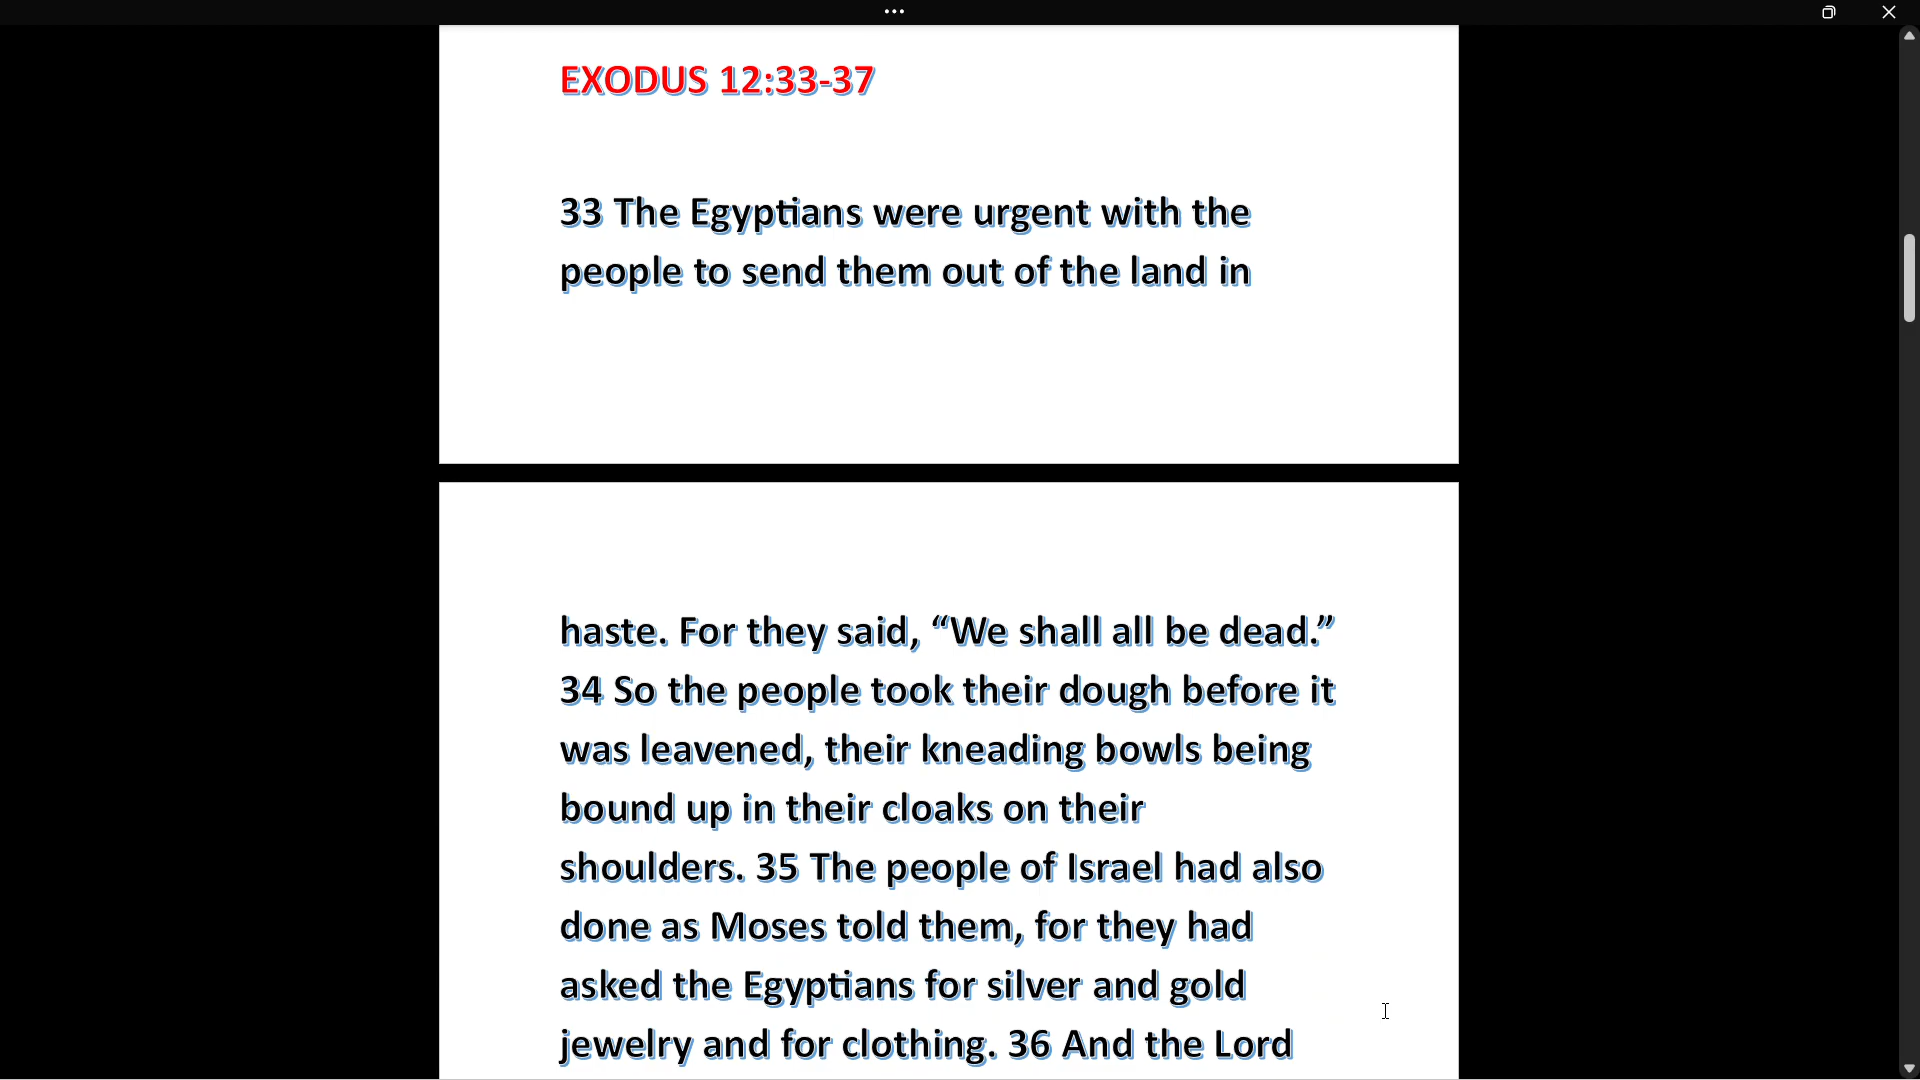 EXODUS 12:33-37
33 The Egyptians were urgent with the
people to send them out of the land in
haste. For they said, “We shall all be dead.”
34 So the people took their dough before it
was leavened, their kneading bowls being
bound up in their cloaks on their
shoulders. 35 The people of Israel had also
done as Moses told them, for they had
asked the Egyptians for silver and gold
jewelry and for clothing. 36 And the Lord